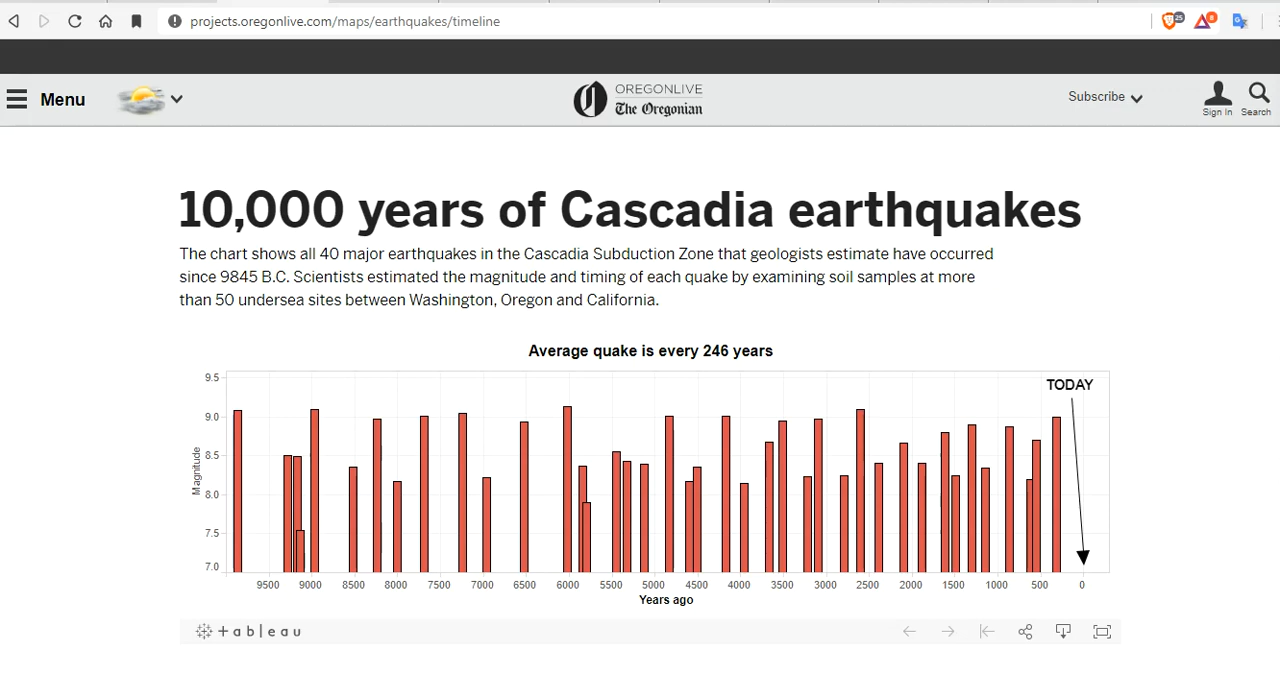 projects.oregonlive.com/maps/earthquakes/timeline
25
8
G
Menu
OREGONLIVE
The Oregonian
Subscribe
Sign In
Search
10,000 years of Cascadia earthquakes
The chart shows all 40 major earthquakes in the Cascadia Subduction Zone that geologists estimate have occurred
since 9845 B.C. Scientists estimated the magnitude and timing of each quake by examining soil samples at more
than 50 undersea sites between Washington, Oregon and California.
Average quake is every 246 years
TODAY
9.5
9.0
8.5
8.0
7.5
7.0
Magnitude
9500 9000 8500 8000 7500 7000 6500 6000 5500 5000 4500 4000 3500 3000 2500 2000 1500 1000 500 0
Years ago
+ a b l e a u